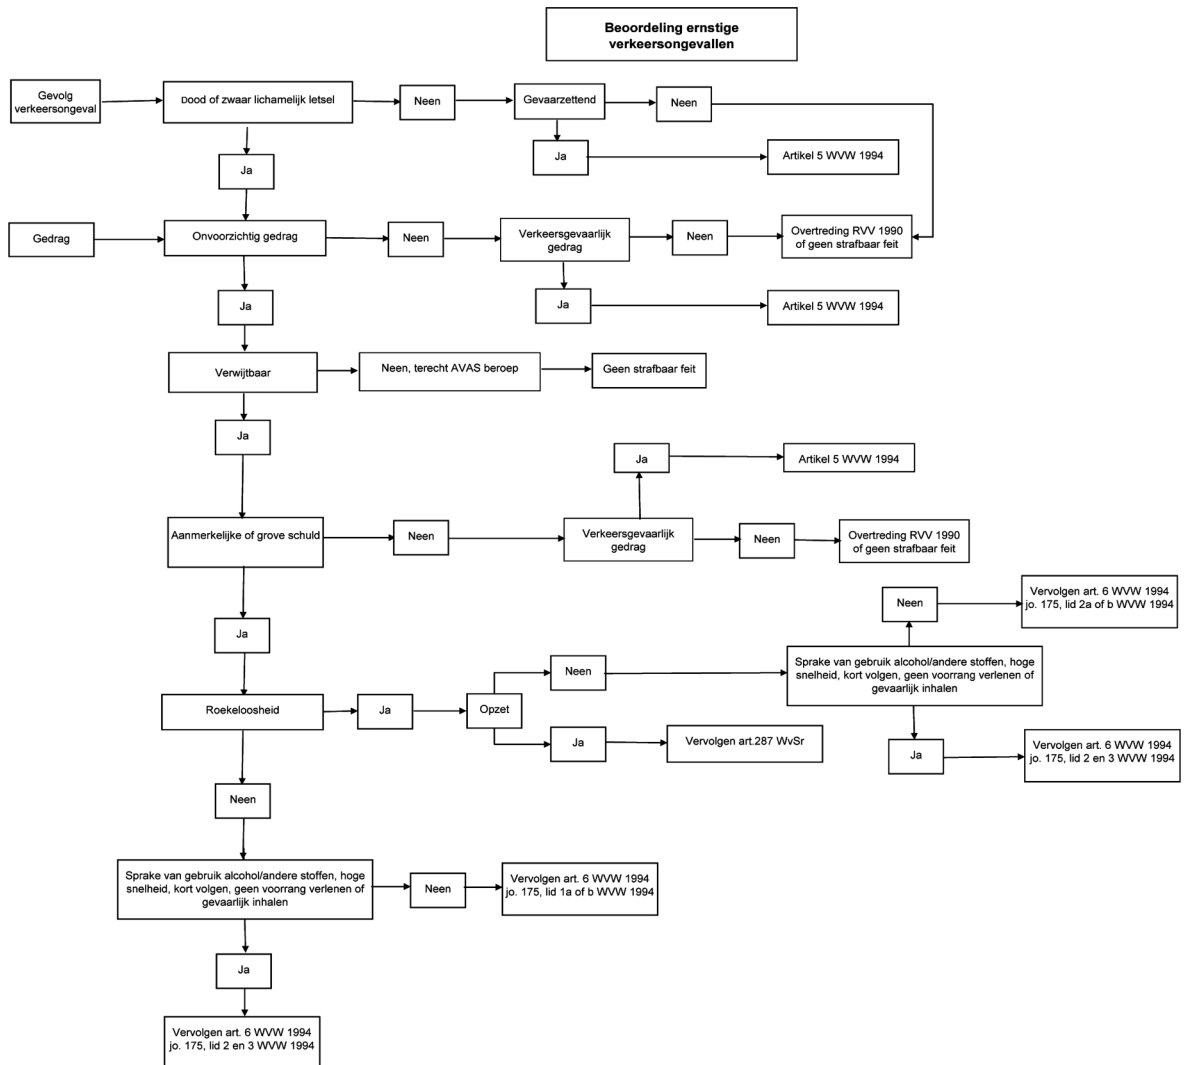 Beoordeling ernstige
verkeersongevallen
Gevolg
verkeersongeval
Dood of zwaar lichamelijk letsel
Neen
Gevaarzettend
Neen
Ja
Ja
Artikel 5 WVW 1994
Gedrag
Onvoorzichtig gedrag
Neen
Verkeersgevaarlijk
gedrag
Neen
Overtreding RVV 1990
of geen strafbaar feit
Ja
Ja
Artikel 5 WVW 1994
Verwijtbaar
Neen, terecht AVAS beroep
Geen strafbaar feit
Ja
Ja
Artikel 5 WVW 1994
Aanmerkelijke of grove schuld
Neen
Verkeersgevaarlijk
gedrag
Neen
Overtreding RVV 1990
of geen strafbaar feit
Ja
Neen
Vervolgen art. 6 WVW 1994
jo. 175, lid 2a of b WVW 1994
Neen
Sprake van gebruik alcohol/andere stoffen, hoge
snelheid, kort volgen, geen voorrang verlenen of
gevaarlijk inhalen
Roekeloosheid
Ja
Opzet
Ja
Vervolgen art.287 WvSr
Ja
Vervolgen art. 6 WVW 1994
jo. 175, lid 2 en 3 WVW 1994
Neen
Sprake van gebruik alcohol/andere stoffen, hoge
snelheid, kort volgen, geen voorrang verlenen of
gevaarlijk inhalen
Neen
Vervolgen art. 6 WVW 1994
jo. 175, lid 1a of b WVW 1994
Ja
Vervolgen art. 6 WVW 1994
jo. 175, lid 2 en 3 WVW 1994